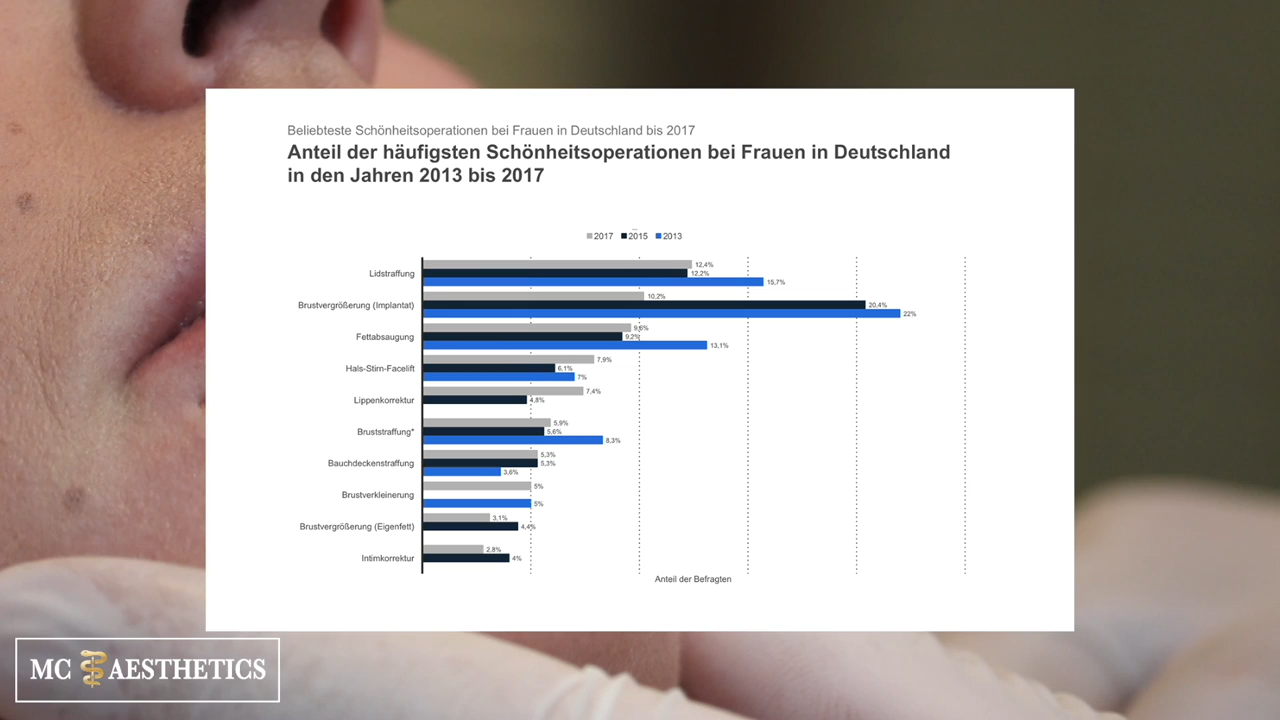 Beliebteste Schönheitsoperationen bei Frauen in Deutschland bis 2017
Anteil der häufigsten Schönheitsoperationen bei Frauen in Deutschland
in den Jahren 2013 bis 2017
2017 2015 2013
Lidstraffung
12,4%
12,2%
15,7%
Brustvergrößerung (Implantat)
10,2%
20,4%
22%
Fettabsaugung
9,6%
9,2%
13,1%
Hals-Stirn-Facelift
7,9%
6,1%
7%
Lippenkorrektur
7,4%
4,8%
Bruststraffung*
5,9%
5,6%
8,3%
Bauchdeckenstraffung
5,3%
5,3%
3,6%
Brustverkleinerung
5%
5%
Brustvergrößerung (Eigenfett)
3,1%
4,4%
Intimkorrektur
2,8%
4%
Anteil der Befragten
MC AESTHETICS